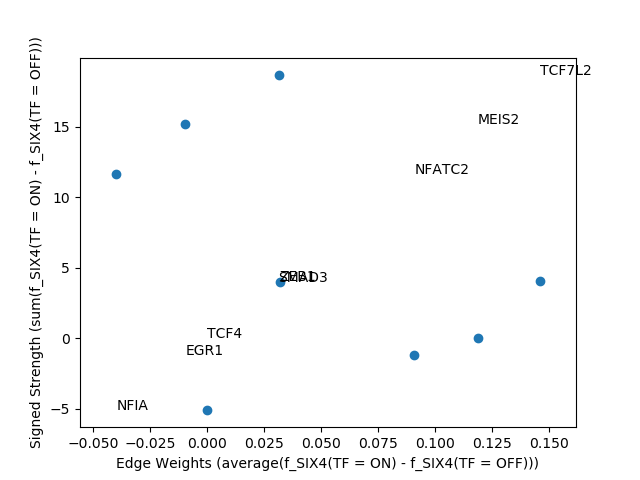 TCF7L2
MEIS2
NFATC2
SMAD3
TCF4
EGR1
NFIA
15
10
5
0
−5
−0.050
−0.025
0.000
0.025
0.050
0.075
0.100
0.125
0.150
Edge Weights (average(f_SIX4(TF = ON) - f_SIX4(TF = OFF)))
Signed Strength (sum(f_SIX4(TF = ON) - f_SIX4(TF = OFF)))